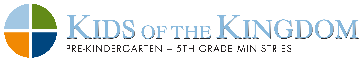 KIDS OF THE KINGDOM
PRE-KINDERGARTEN – 5TH GRADE MINISTRIES